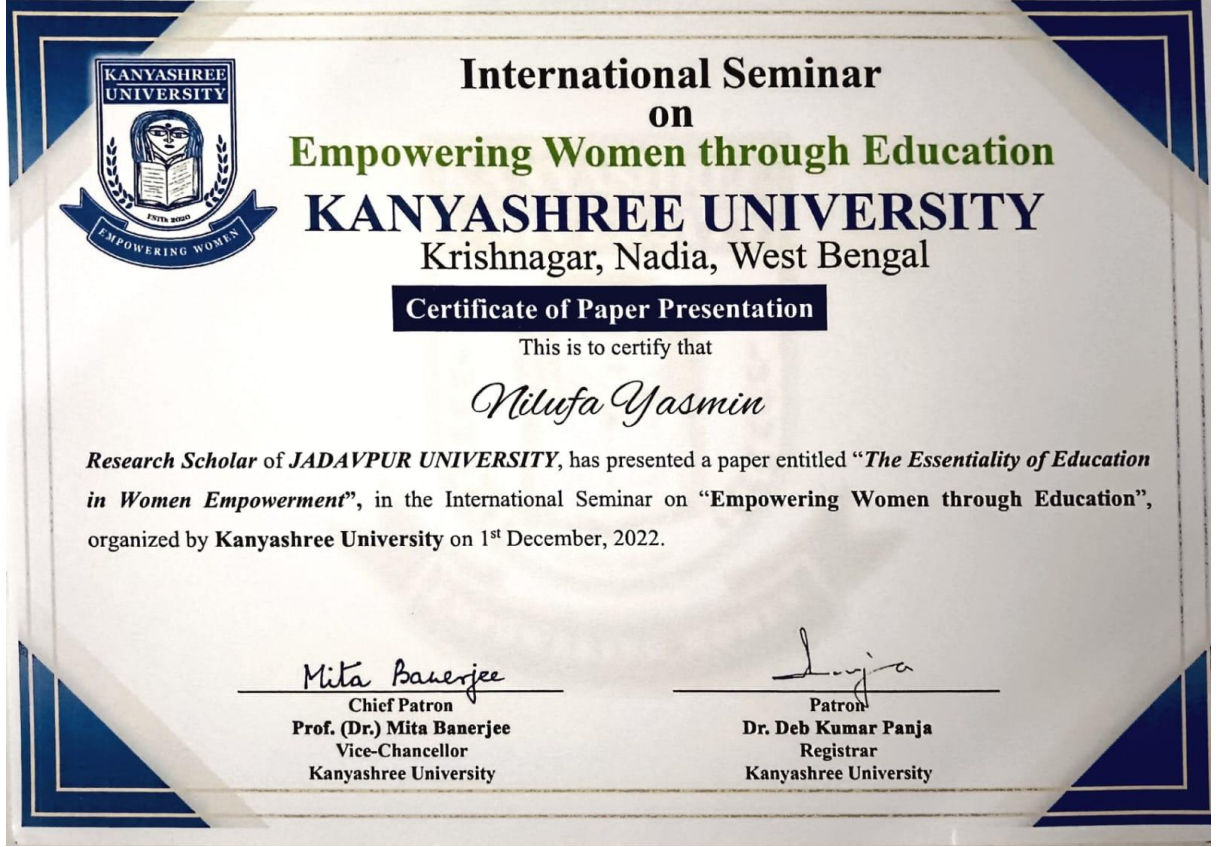 KANYASHREE
UNIVERSITY
ESTD. 2020
EMPOWERING WOMEN
International Seminar
on
Empowering Women through Education
KANYASHREE UNIVERSITY
Krishnagar, Nadia, West Bengal
Certificate of Paper Presentation
This is to certify that
Nilufa Yasmin
Research Scholar of JADAVPUR UNIVERSITY, has presented a paper entitled “The Essentiality of Education
in Women Empowerment”, in the International Seminar on “Empowering Women through Education”,
organized by Kanyashree University on 1st December, 2022.
Mita Banerjee
Chief Patron
Prof. (Dr.) Mita Banerjee
Vice-Chancellor
Kanyashree University
Patron
Dr. Deb Kumar Panja
Registrar
Kanyashree University